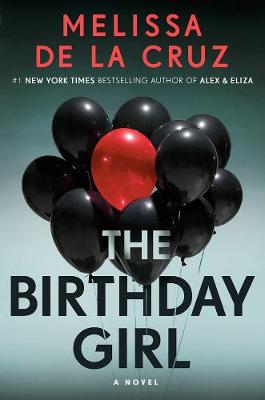 MELISSA
DE LA CRUZ
#1 NEW YORK TIMES BESTSELLING AUTHOR OF ALEX & ELIZA
THE
BIRTHDAY
GIRL
A NOVEL